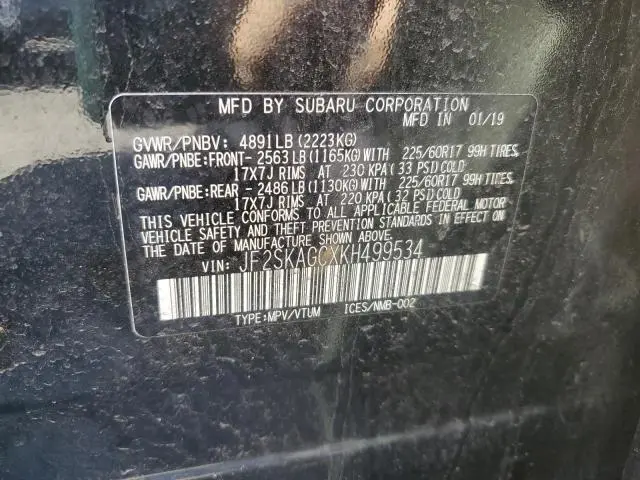 MFD BY SUBARU CORPORATION
MFD IN 01/19
GVWR/PNBV: 4891LB(2223KG)
GAWR/PNBE:FRONT- 2563LB(1165KG)WITH 225/60R17 99H TIRES,
17X7J RIMS AT 230 KPA(33 PSI)COLD
GAWR/PNBE:REAR - 2486LB(1130KG)WITH 225/60R17 99H TIRES,
17X7J RIMS AT 220 KPA(32 PSI)COLD
THIS VEHICLE CONFORMS TO ALL APPLICABLE FEDERAL MOTOR
VEHICLE SAFETY AND THEFT PREVENTION STANDARDS IN EFFECT ON
THE DATE OF MANUFACTURE SHOWN ABOVE.
VIN: JF2SKAGCXKH499534
TYPE:MPV/VTUM ICES/NMB-002